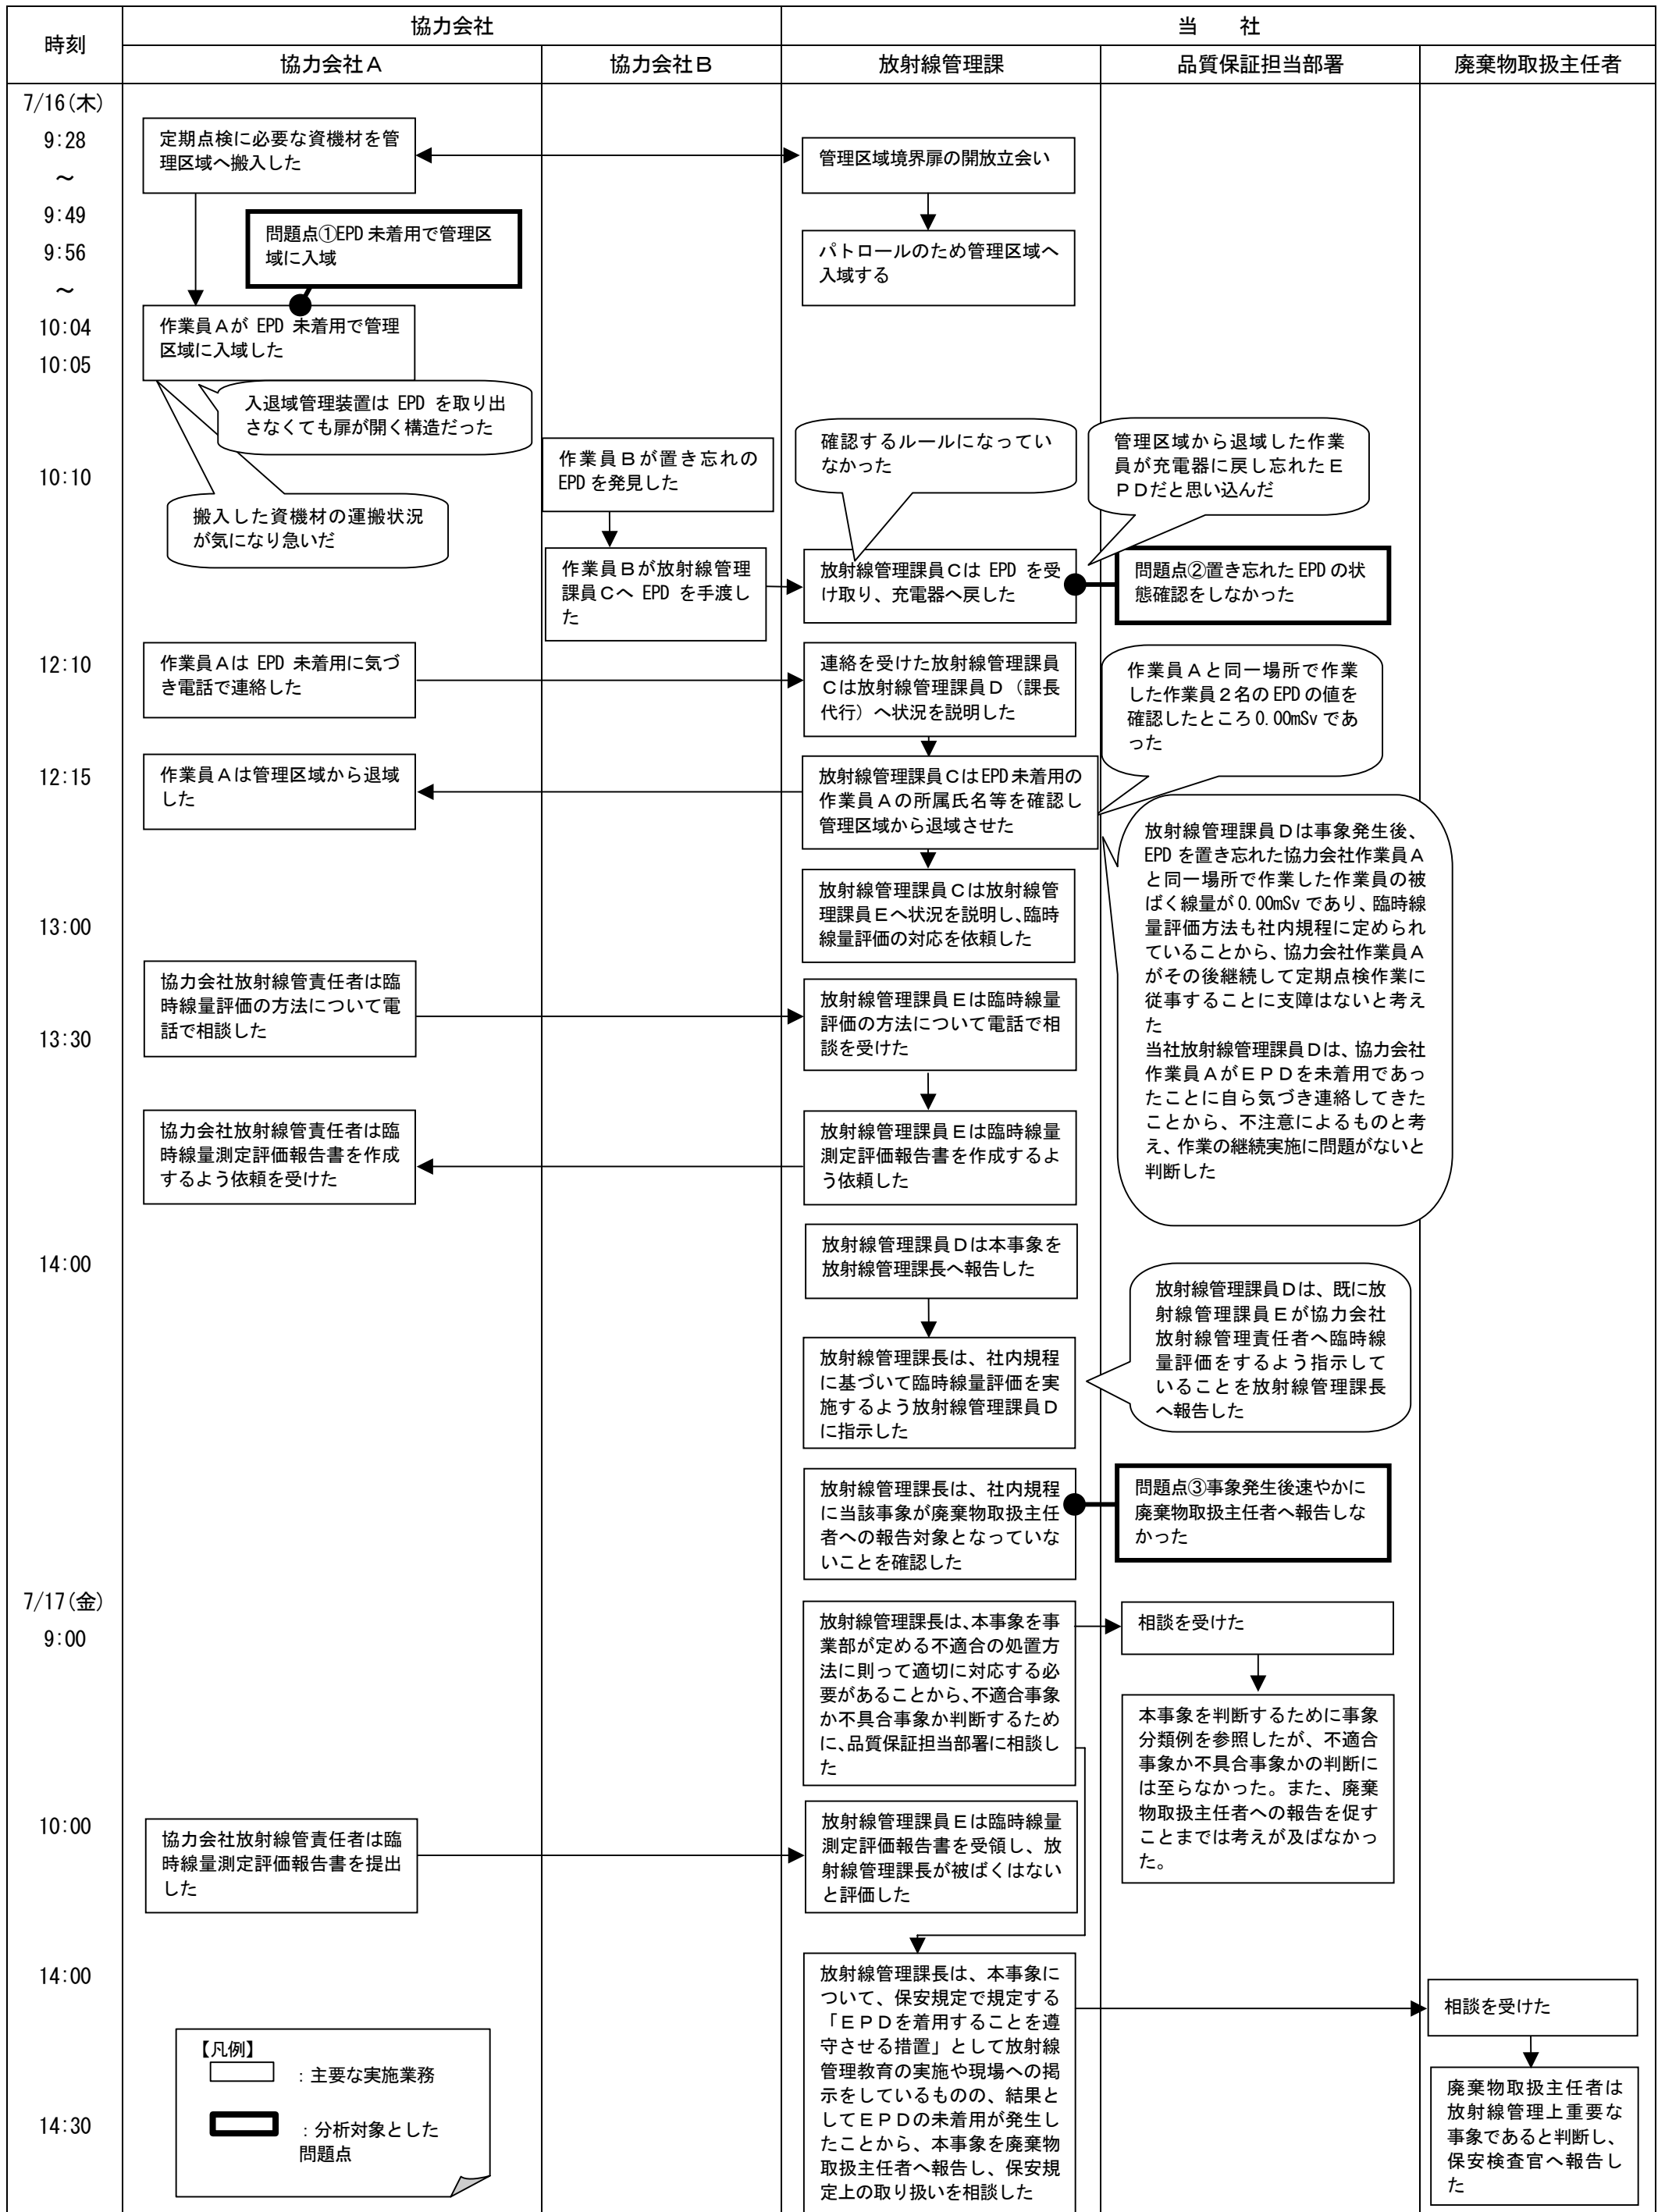 時刻
協力会社
当　　社
協力会社Ａ
協力会社Ｂ
放射線管理課
品質保証担当部署
廃棄物取扱主任者
7/16(木)
9:28
～
9:49
9:56
～
10:04
10:05
定期点検に必要な資機材を管
理区域へ搬入した
管理区域境界扉の開放立会い
問題点①EPD 未着用で管理区
域に入域
パトロールのため管理区域へ
入域する
作業員Ａが EPD 未着用で管理
区域に入域した
入退域管理装置は EPD を取り出
さなくても扉が開く構造だった
搬入した資機材の運搬状況
が気になり急いだ
10:10
作業員Ｂが置き忘れの
EPD を発見した
確認するルールになってい
なかった
管理区域から退域した作業
員が充電器に戻し忘れたＥ
ＰＤだと思い込んだ
作業員Ｂが放射線管理
課員Ｃへ EPD を手渡し
た
放射線管理課員Ｃは EPD を受
け取り、充電器へ戻した
問題点②置き忘れた EPD の状
態確認をしなかった
12:10
作業員Ａは EPD 未着用に気づ
き電話で連絡した
連絡を受けた放射線管理課員
Ｃは放射線管理課員Ｄ（課長
代行）へ状況を説明した
作業員Ａと同一場所で作業
した作業員２名の EPD の値を
確認したところ 0.00mSv であ
った
12:15
作業員Ａは管理区域から退域
した
放射線管理課員ＣはEPD未着用の
作業員Ａの所属氏名等を確認し
管理区域から退域させた
放射線管理課員Ｄは事象発生後、
EPD を置き忘れた協力会社作業員Ａ
と同一場所で作業した作業員の被
ばく線量が 0.00mSv であり、臨時線
量評価方法も社内規程に定められ
ていることから、協力会社作業員Ａ
がその後継続して定期点検作業に
従事することに支障はないと考え
た
当社放射線管理課員Ｄは、協力会社
作業員ＡがＥＰＤを未着用であっ
たことに自ら気づき連絡してきた
ことから、不注意によるものと考
え、作業の継続実施に問題がないと
判断した
13:00
放射線管理課員Ｃは放射線管
理課員Ｅへ状況を説明し、臨時
線量評価の対応を依頼した
13:30
協力会社放射線管責任者は臨
時線量評価の方法について電
話で相談した
放射線管理課員Ｅは臨時線量
評価の方法について電話で相
談を受けた
協力会社放射線管責任者は臨
時線量測定評価報告書を作成
するよう依頼を受けた
放射線管理課員Ｅは臨時線量
測定評価報告書を作成するよ
う依頼した
14:00
放射線管理課員Ｄは本事象を
放射線管理課長へ報告した
放射線管理課員Ｄは、既に放
射線管理課員Ｅが協力会社
放射線管理責任者へ臨時線
量評価をするよう指示して
いることを放射線管理課長
へ報告した
放射線管理課長は、社内規程
に基づいて臨時線量評価を実
施するよう放射線管理課員Ｄ
に指示した
放射線管理課長は、社内規程
に当該事象が廃棄物取扱主任
者への報告対象となっていな
いことを確認した
問題点③事象発生後速やかに
廃棄物取扱主任者へ報告しな
かった
7/17(金)
9:00
放射線管理課長は、本事象を事
業部が定める不適合の処置方
法に則って適切に対応する必
要があることから、不適合事象
か不具合事象か判断するため
に、品質保証担当部署に相談し
た
相談を受けた
本事象を判断するために事象
分類例を参照したが、不適合
事象か不具合事象かの判断に
は至らなかった。また、廃棄
物取扱主任者への報告を促す
ことまでは考えが及ばなかっ
た。
10:00
協力会社放射線管責任者は臨
時線量測定評価報告書を提出
した
放射線管理課員Ｅは臨時線量
測定評価報告書を受領し、放
射線管理課長が被ばくはない
と評価した
14:00
放射線管理課長は、本事象に
ついて、保安規定で規定する
「ＥＰＤを着用することを遵
守させる措置」として放射線
管理教育の実施や現場への掲
示をしているものの、結果と
してＥＰＤの未着用が発生し
たことから、本事象を廃棄物
取扱主任者へ報告し、保安規
定上の取り扱いを相談した
相談を受けた
14:30
廃棄物取扱主任者は
放射線管理上重要な
事象であると判断し、
保安検査官へ報告し
た
【凡例】
：主要な実施業務
：分析対象とした
問題点